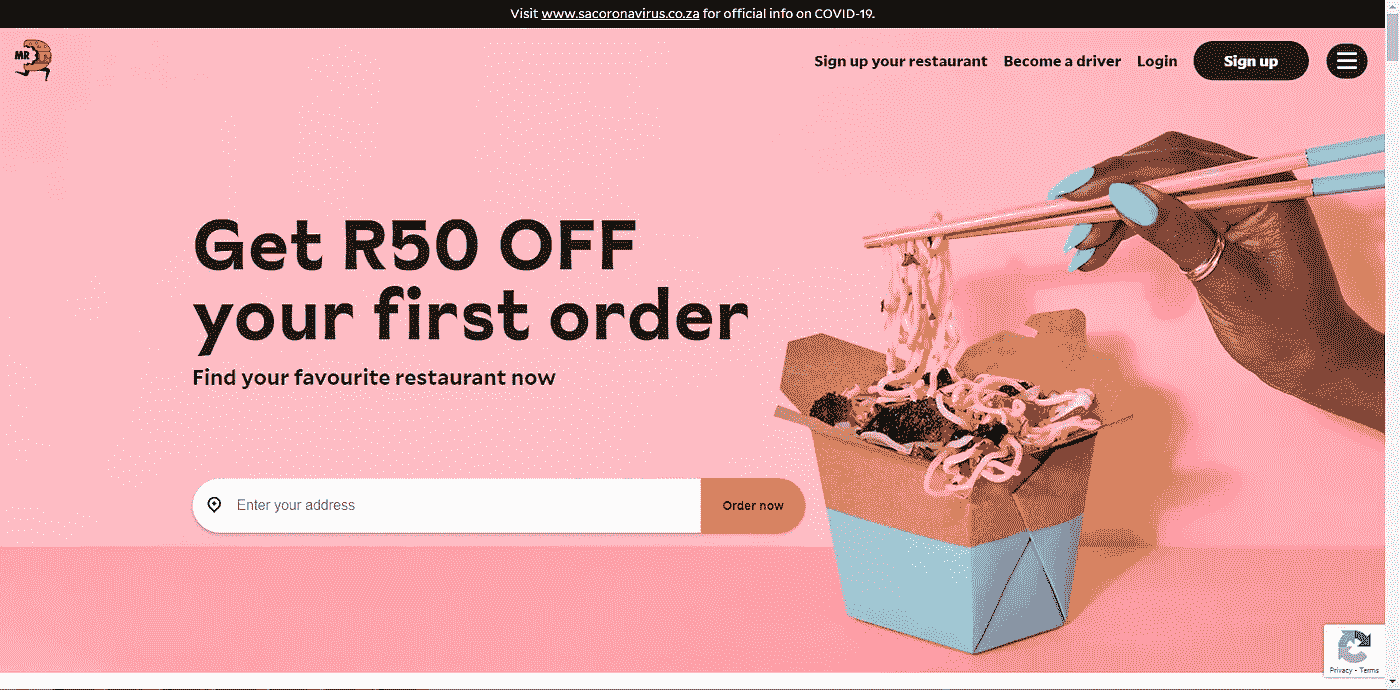 Visit www.sacoronavirus.co.za for official info on COVID-19.
MR
Sign up your restaurant Become a driver Login Sign up
Get R50 OFF
your first order
Find your favourite restaurant now
Enter your address Order now
Privacy - Terms